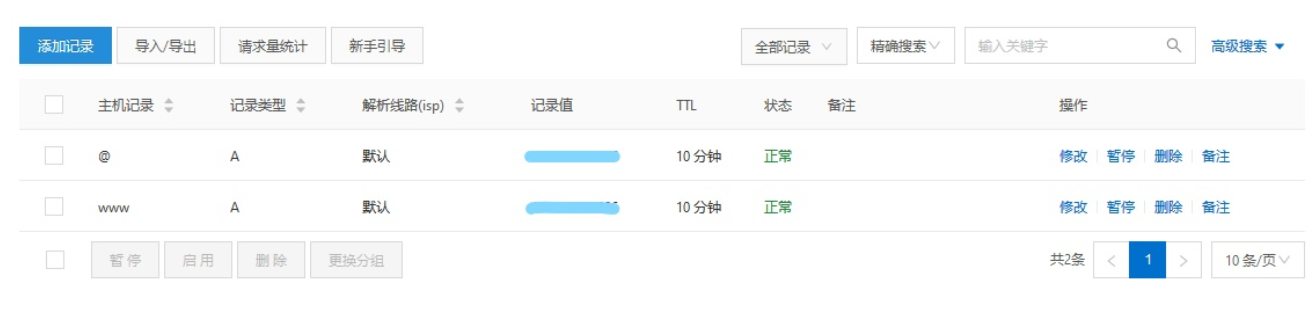 添加记录 导入/导出 请求量统计 新手引导 全部记录 精确搜索 输入关键字 高级搜索
主机记录 记录类型 解析线路(isp) 记录值 TTL 状态 备注 操作
@ A 默认 10 分钟 正常 修改 暂停 删除 备注
www A 默认 10 分钟 正常 修改 暂停 删除 备注
暂停 启用 删除 更换分组 共2条 < 1 > 10 条/页